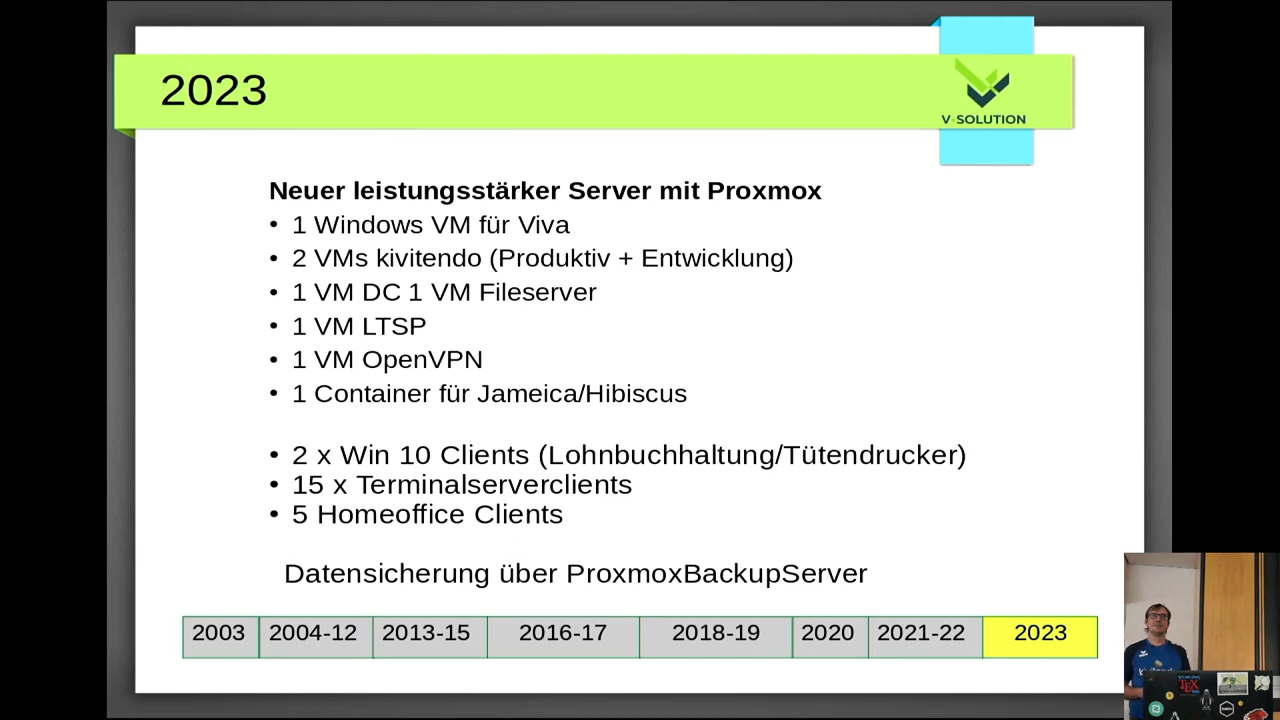 2023
V-SOLUTION
Neuer leistungsstärker Server mit Proxmox
• 1 Windows VM für Viva
• 2 VMs kivitendo (Produktiv + Entwicklung)
• 1 VM DC 1 VM Fileserver
• 1 VM LTSP
• 1 VM OpenVPN
• 1 Container für Jameica/Hibiscus
• 2 x Win 10 Clients (Lohnbuchhaltung/Tütendrucker)
• 15 x Terminalserverclients
• 5 Homeoffice Clients
Datensicherung über ProxmoxBackupServer
2003 2004-12 2013-15 2016-17 2018-19 2020 2021-22 2023
TEX